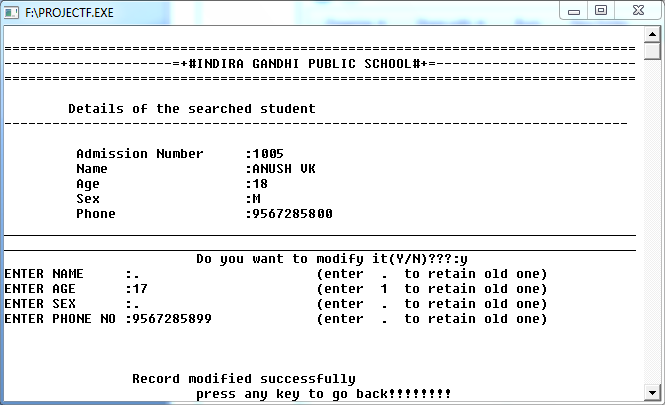 F:\PROJECTF.EXE
===============================================================================
---------------------=+#INDIRA GANDHI PUBLIC SCHOOL#+=-------------------------
===============================================================================
Details of the searched student
------------------------------------------------------------------------------
Admission Number :1005
Name :ANUSH VK
Age :18
Sex :M
Phone :9567285800
_______________________________________________________________________________
_______________________________________________________________________________
Do you want to modify it(Y/N)???:y
ENTER NAME :. (enter . to retain old one)
ENTER AGE :17 (enter 1 to retain old one)
ENTER SEX :. (enter . to retain old one)
ENTER PHONE NO :9567285899 (enter . to retain old one)
Record modified successfully
press any key to go back!!!!!!!!